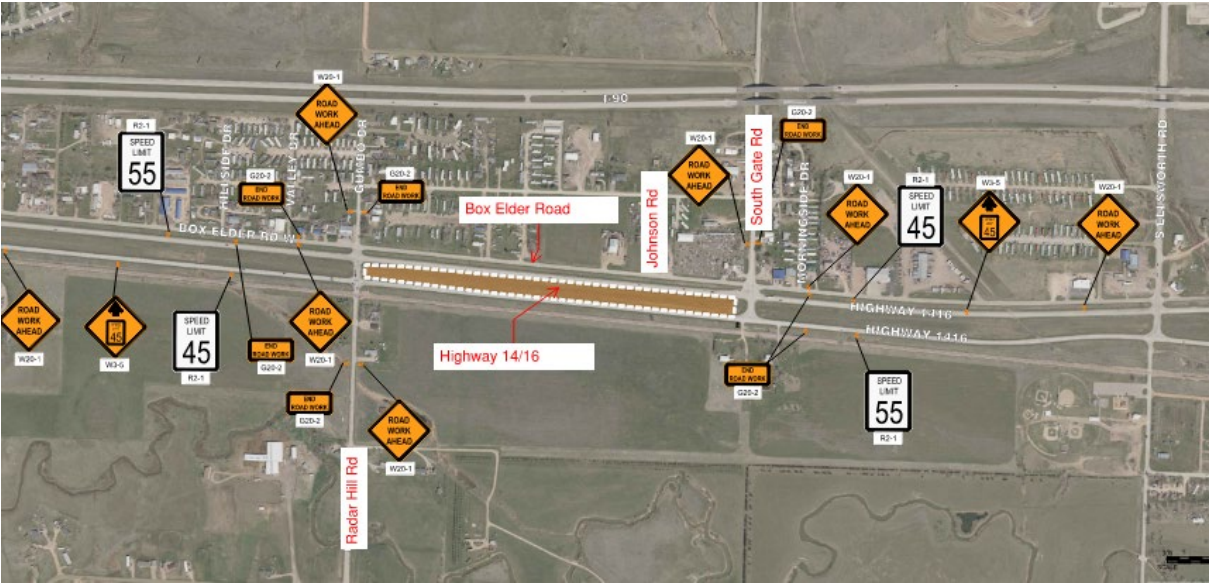 I-90
W20-1
ROAD
WORK
AHEAD
R2-1
SPEED
LIMIT
55
HILLSIDE DR
VALLEY DR
GUMBO DR
G20-2
END
ROAD WORK
G20-2
END
ROAD WORK
Box Elder Road
Johnson Rd
W20-1
ROAD
WORK
AHEAD
South Gate Rd
G20-2
END
ROAD WORK
MORNINGSIDE DR
W20-1
ROAD
WORK
AHEAD
R2-1
SPEED
LIMIT
45
W3-5
45
W20-1
ROAD
WORK
AHEAD
S ELLSWORTH RD
BOX ELDER RD W
HIGHWAY 1416
HIGHWAY 1416
ROAD
WORK
AHEAD
W20-1
45
W3-5
SPEED
LIMIT
45
R2-1
END
ROAD WORK
G20-2
ROAD
WORK
AHEAD
W20-1
Highway 14/16
END
ROAD WORK
G20-2
ROAD
WORK
AHEAD
W20-1
Radar Hill Rd
END
ROAD WORK
G20-2
SPEED
LIMIT
55
R2-1
SCALE